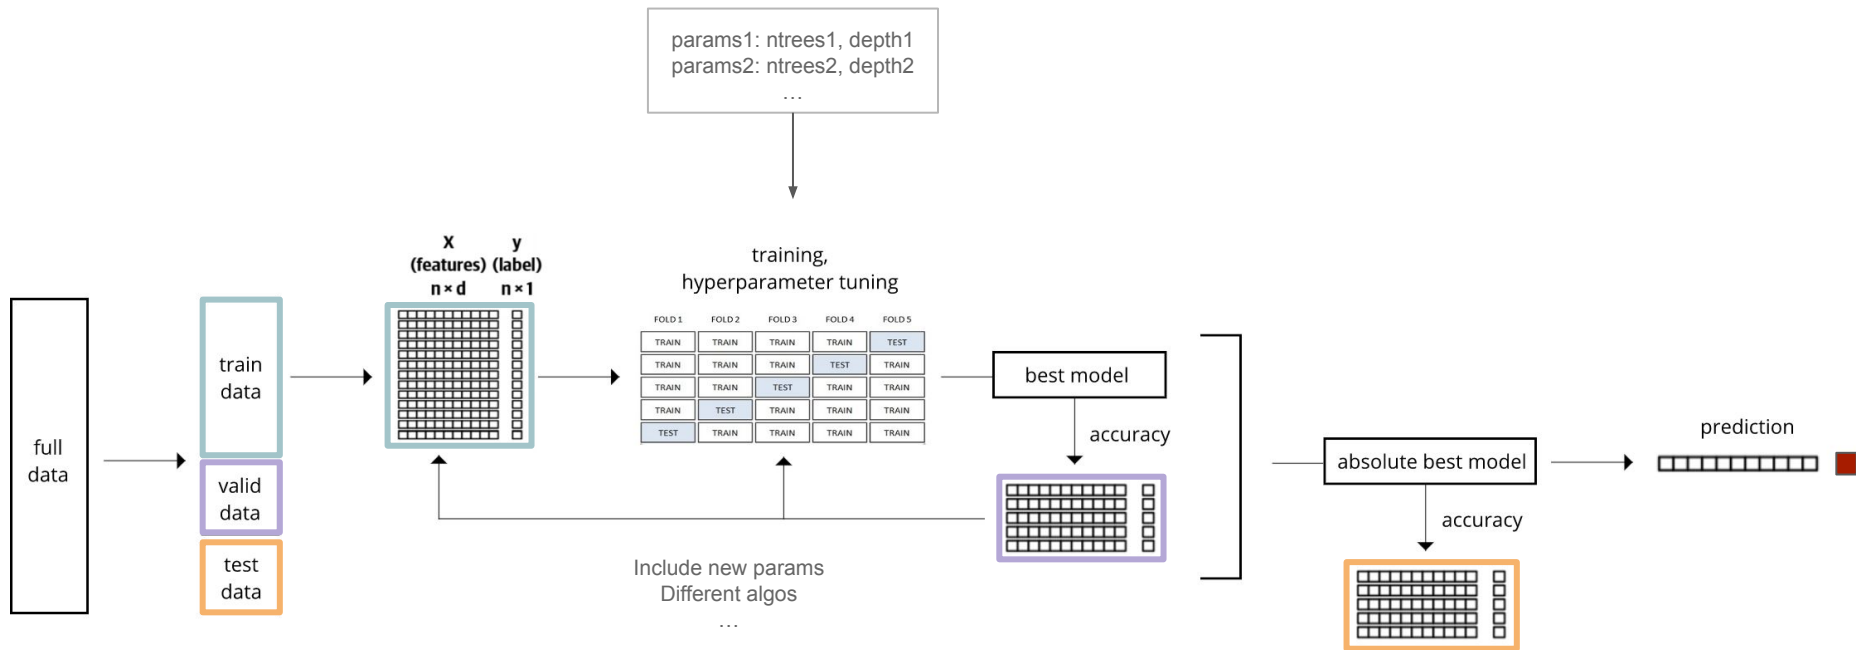 params1: ntrees1, depth1
params2: ntrees2, depth2
...
X y
(features) (label)
n × d n × 1
training,
hyperparameter tuning
FOLD 1 FOLD 2 FOLD 3 FOLD 4 FOLD 5
TRAIN TRAIN TRAIN TRAIN TEST
TRAIN TRAIN TRAIN TEST TRAIN
TRAIN TRAIN TEST TRAIN TRAIN
TRAIN TEST TRAIN TRAIN TRAIN
TEST TRAIN TRAIN TRAIN TRAIN
full
data
train
data
valid
data
test
data
best model
accuracy
Include new params
Different algos
...
absolute best model
accuracy
prediction